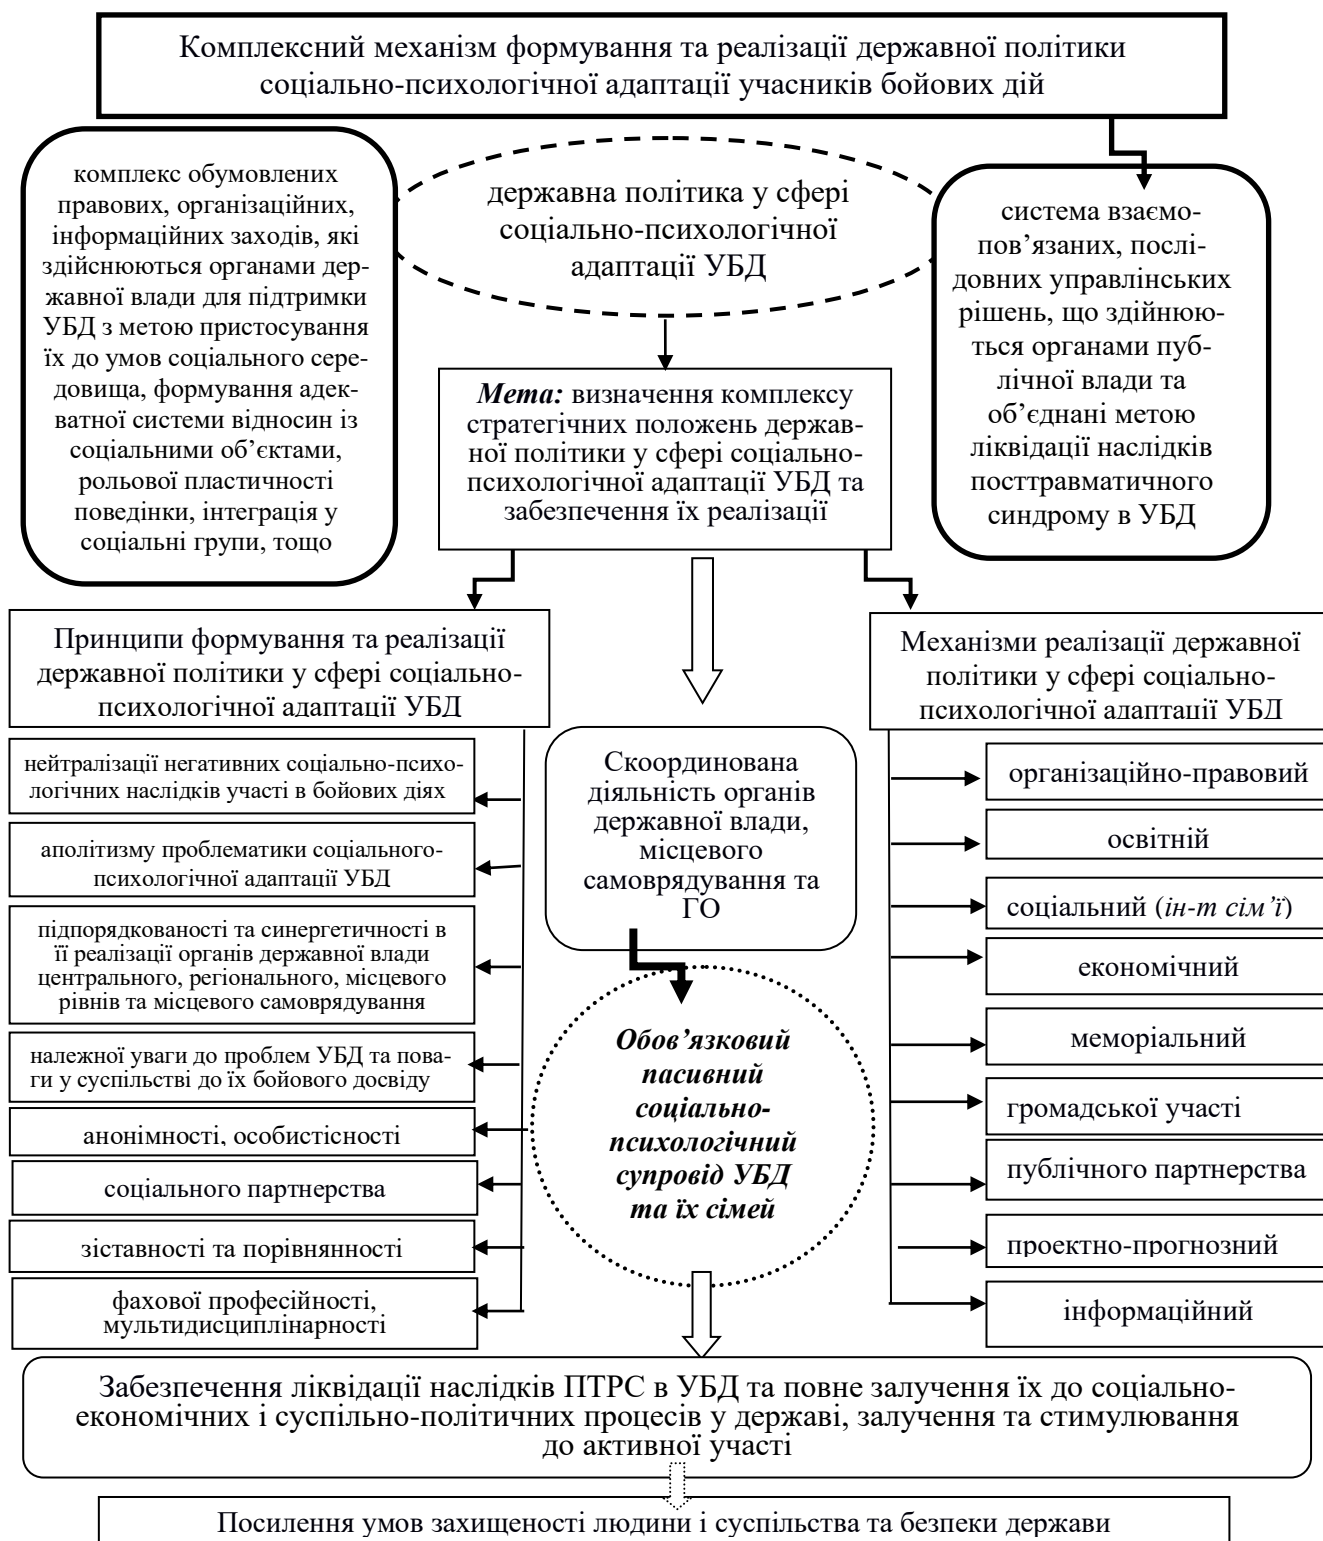 Комплексний механізм формування та реалізації державної політики
соціально-психологічної адаптації учасників бойових дій
комплекс обумовлених
правових, організаційних,
інформаційних заходів, які
здійснюються органами дер-
жавної влади для підтримки
УБД з метою пристосування
їх до умов соціального сере-
довища, формування адек-
ватної системи відносин із
соціальними об’єктами,
рольової пластичності
поведінки, інтеграція у
соціальні групи, тощо
державна політика у сфері
соціально-психологічної
адаптації УБД
система взаємо-
пов’язаних, послі-
довних управлінських
рішень, що здійнюю-
ться органами пуб-
лічної влади та
об’єднані метою
ліквідації наслідків
посттравматичного
синдрому в УБД
Мета: визначення комплексу
стратегічних положень держав-
ної політики у сфері соціально-
психологічної адаптації УБД та
забезпечення їх реалізації
Принципи формування та реалізації
державної політики у сфері соціально-
психологічної адаптації УБД
нейтралізації негативних соціально-психо-
логічних наслідків участі в бойових діях
аполітизму проблематики соціального-
психологічної адаптації УБД
підпорядкованості та синергетичності в
її реалізації органів державної влади
центрального, регіонального, місцевого
рівнів та місцевого самоврядування
належної уваги до проблем УБД та пова-
ги у суспільстві до їх бойового досвіду
анонімності, особистісності
соціального партнерства
зіставності та порівнянності
фахової професійності,
мультидисциплінарності
Скоординована
діяльність органів
державної влади,
місцевого
самоврядування та
ГО
Обов’язковий
пасивний
соціально-
психологічний
супровід УБД
та їх сімей
Механізми реалізації державної
політики у сфері соціально-
психологічної адаптації УБД
організаційно-правовий
освітній
соціальний (ін-т сім’ї)
економічний
меморіальний
громадської участі
публічного партнерства
проектно-прогнозний
інформаційний
Забезпечення ліквідації наслідків ПТРС в УБД та повне залучення їх до соціально-
економічних і суспільно-політичних процесів у державі, залучення та стимулювання
до активної участі
Посилення умов захищеності людини і суспільства та безпеки держави